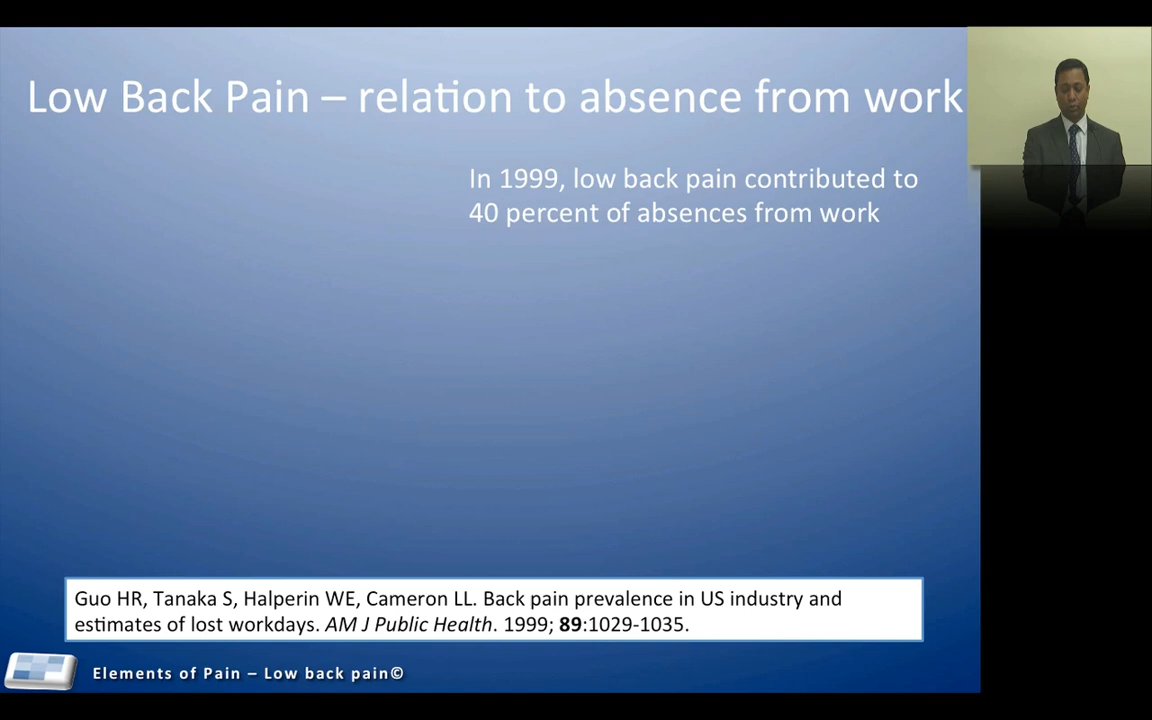 Low Back Pain – relation to absence from work
In 1999, low back pain contributed to
40 percent of absences from work
Guo HR, Tanaka S, Halperin WE, Cameron LL. Back pain prevalence in US industry and
estimates of lost workdays. AM J Public Health. 1999; 89:1029-1035.
Elements of Pain – Low back pain©